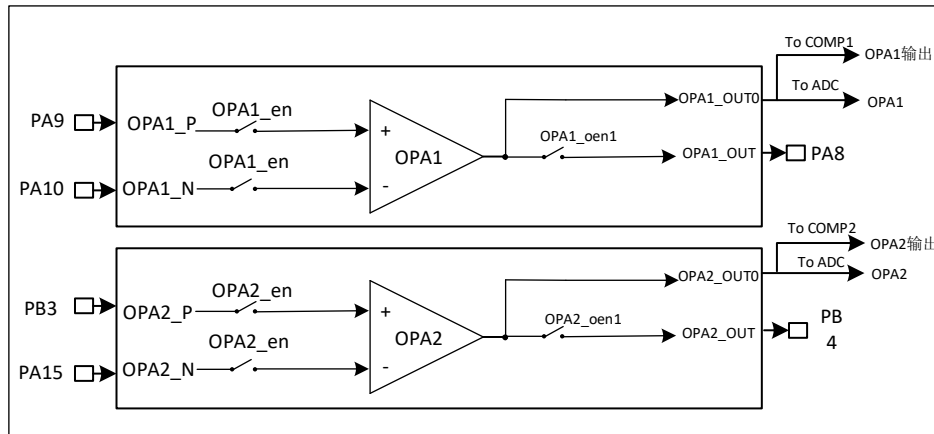 To COMP1
OPA1输出
To ADC
OPA1
PA9
OPA1_P
OPA1_en
+
OPA1_OUT0
OPA1
OPA1_oen1
OPA1_OUT
PA8
PA10
OPA1_N
OPA1_en
-
To COMP2
OPA2输出
To ADC
OPA2
PB3
OPA2_P
OPA2_en
+
OPA2_OUT0
OPA2
OPA2_oen1
OPA2_OUT
PB
4
PA15
OPA2_N
OPA2_en
-